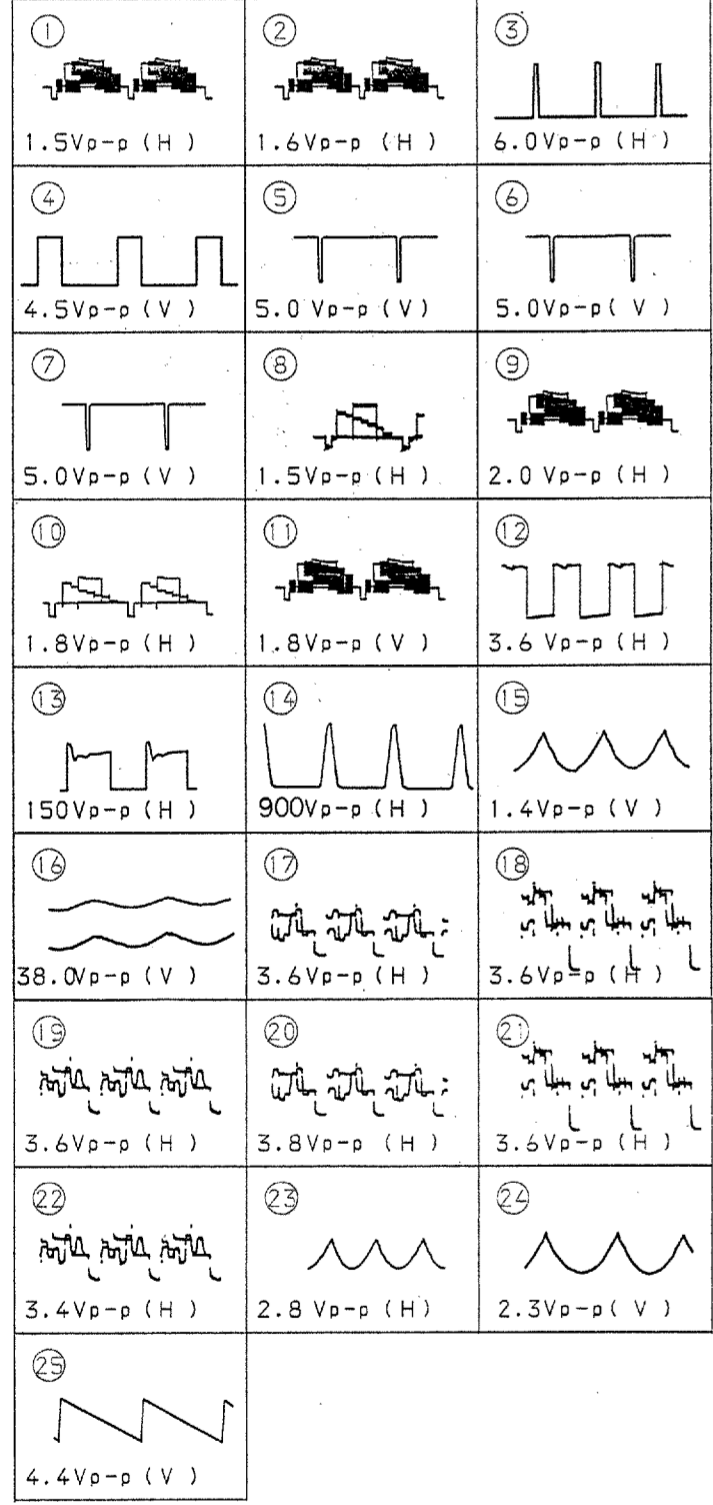 ① ② ③
1.5Vp-p (H) 1.6Vp-p (H) 6.0Vp-p (H)
④ ⑤ ⑥
4.5Vp-p (V) 5.0 Vp-p (V) 5.0Vp-p( V )
⑦ ⑧ ⑨
5.0Vp-p (V) 1.5Vp-p (H) 2.0 Vp-p (H)
⑩ ⑪ ⑫
1.8Vp-p (H) 1.8Vp-p (V) 3.6 Vp-p (H)
⑬ ⑭ ⑮
150Vp-p (H) 900Vp-p (H) 1.4Vp-p (V)
⑯ ⑰ ⑱
38.0Vp-p (V) 3.6Vp-p (H) 3.6Vp-p (H)
⑲ ⑳ ㉑
3.6Vp-p (H) 3.8Vp-p (H) 3.6Vp-p (H)
㉒ ㉓ ㉔
3.4Vp-p (H) 2.8 Vp-p (H) 2.3Vp-p( V )
㉕
4.4Vp-p (V)